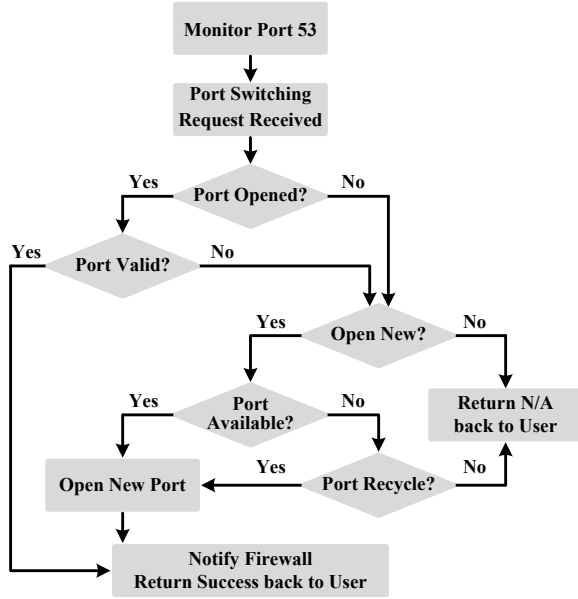 Monitor Port 53
Port Switching
Request Received
Yes
No
Port Opened?
Yes
No
Port Valid?
Yes
No
Open New?
Yes
No
Port
Available?
Return N/A
back to User
Yes
No
Open New Port
Port Recycle?
Notify Firewall
Return Success back to User